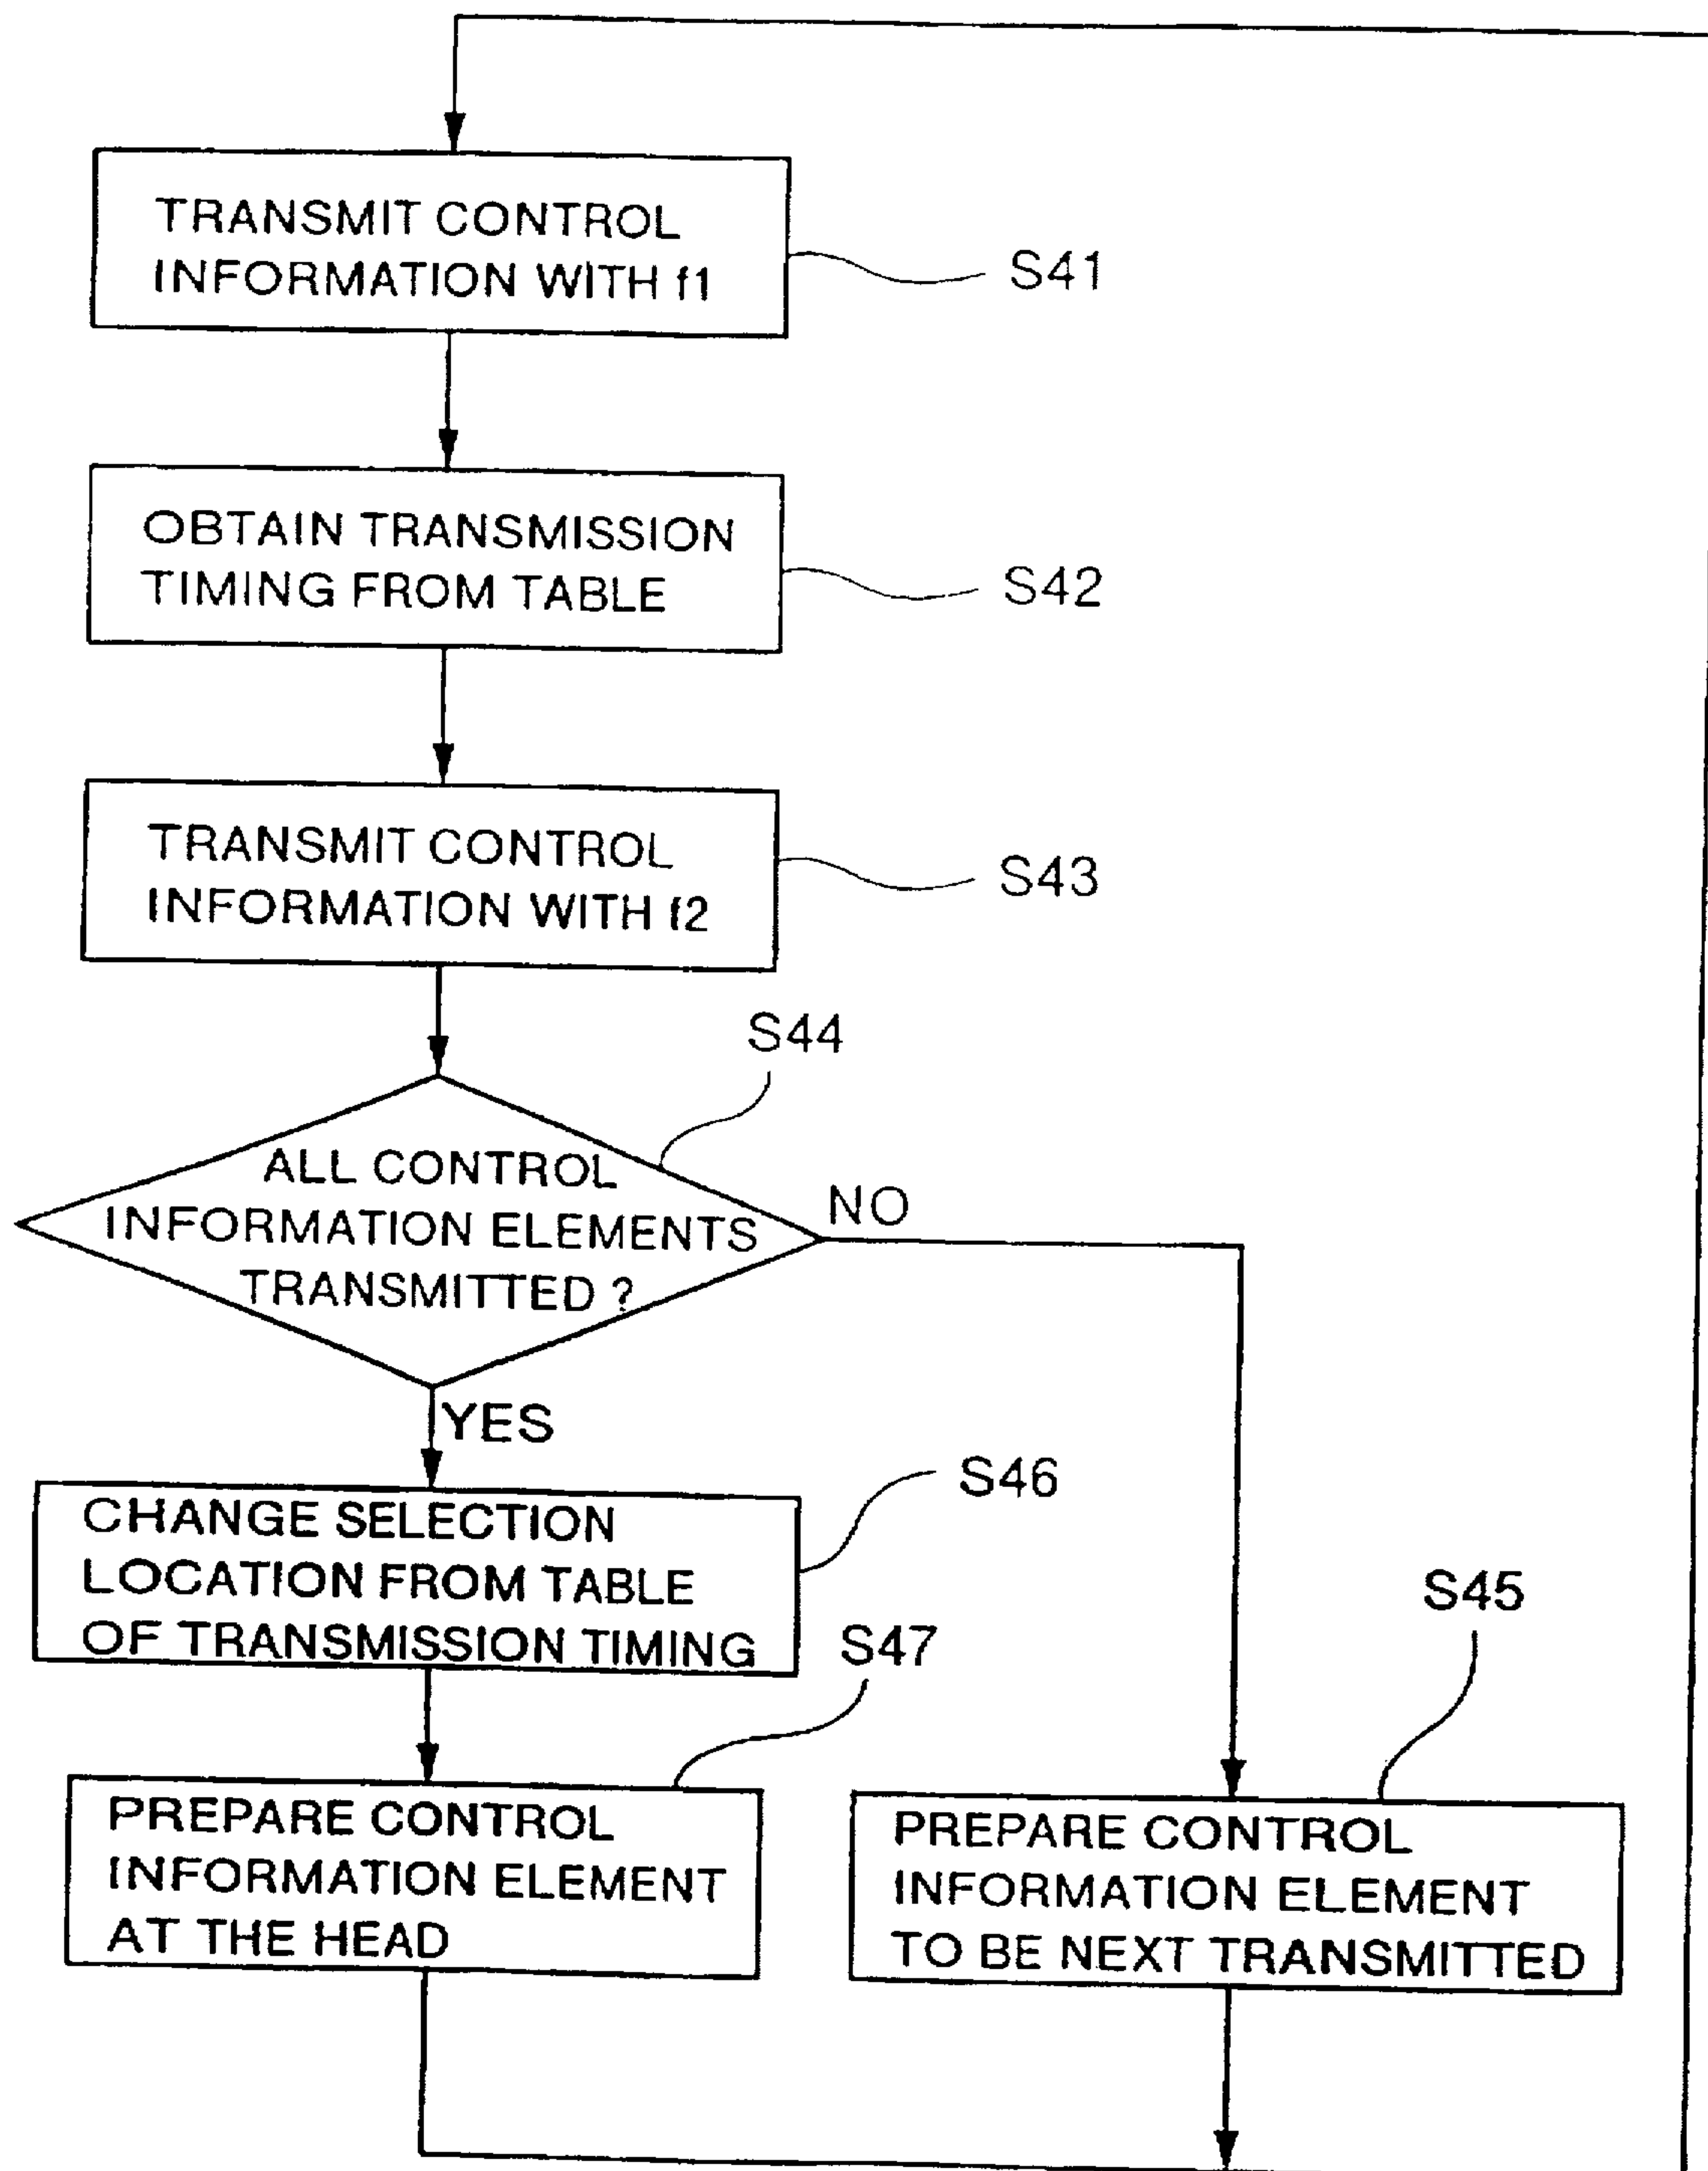 TRANSMIT CONTROL
INFORMATION WITH f1
S41
OBTAIN TRANSMISSION
TIMING FROM TABLE
S42
TRANSMIT CONTROL
INFORMATION WITH f2
S43
S44
ALL CONTROL
INFORMATION ELEMENTS
TRANSMITTED ?
NO
YES
CHANGE SELECTION
LOCATION FROM TABLE
OF TRANSMISSION TIMING
S46
S47
PREPARE CONTROL
INFORMATION ELEMENT
AT THE HEAD
S45
PREPARE CONTROL
INFORMATION ELEMENT
TO BE NEXT TRANSMITTED